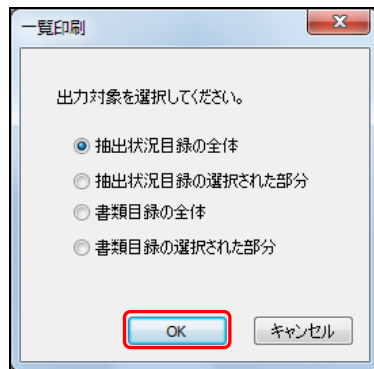 一覧印刷
出力対象を選択してください。
抽出状況目録の全体
抽出状況目録の選択された部分
書類目録の全体
書類目録の選択された部分
OK
キャンセル